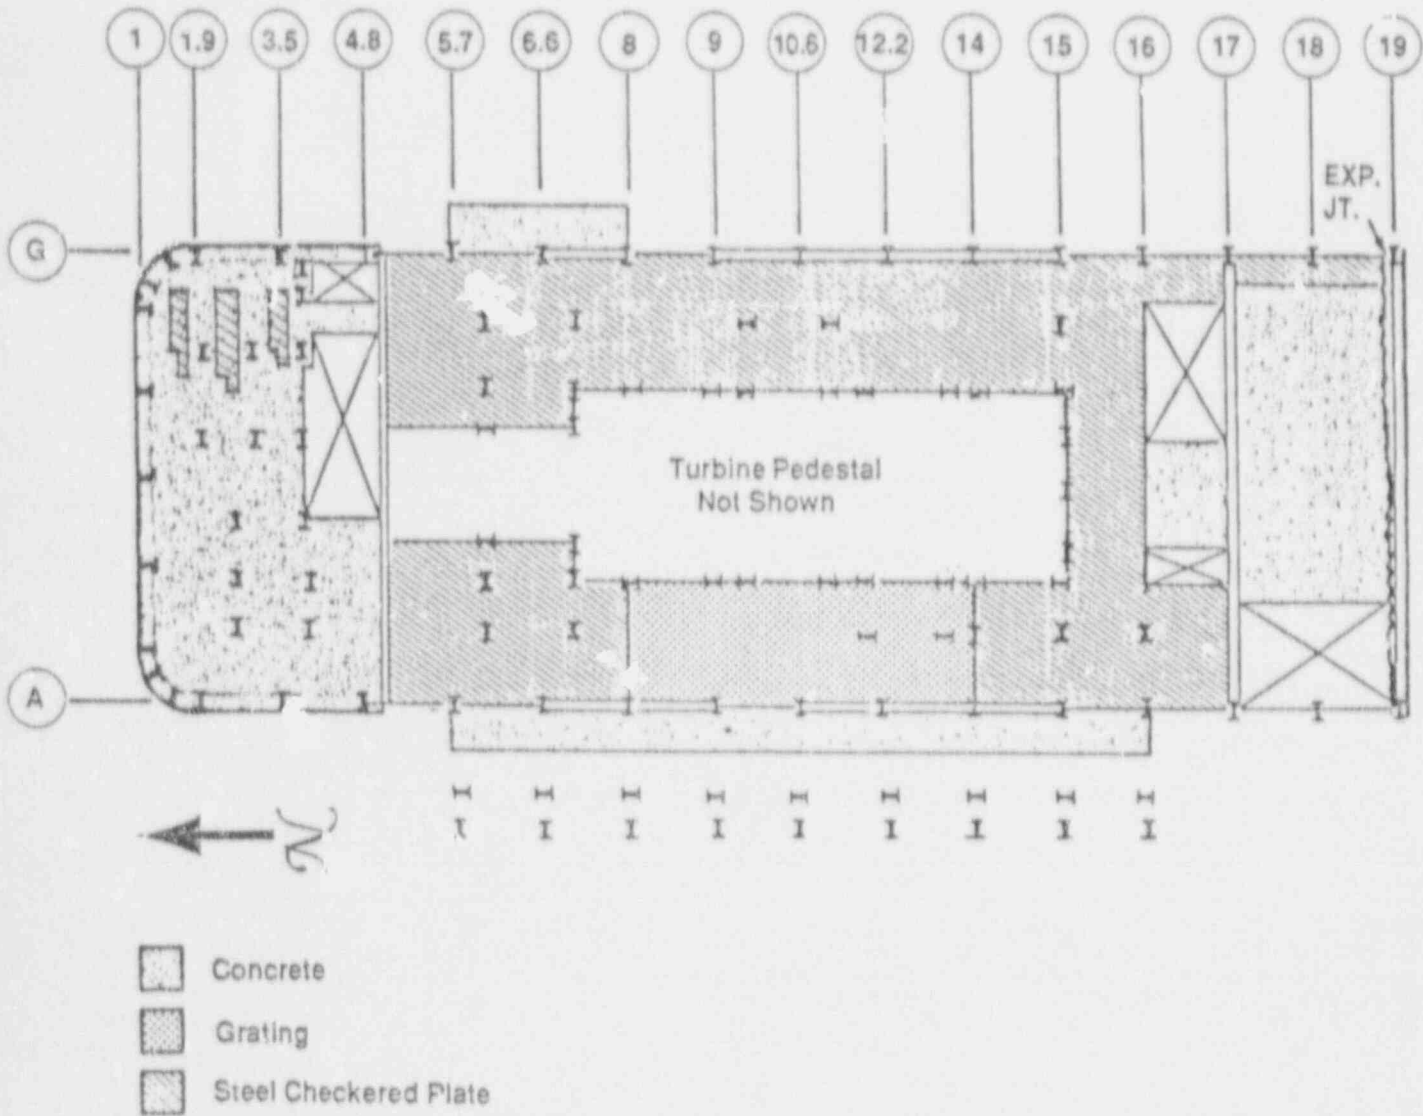 1 1.9 3.5 4.8 5.7 6.6 8 9 10.6 12.2 14 15 16 17 18 19
EXP.
JT.
G
Turbine Pedestal
Not Shown
A
N
Concrete
Grating
Steel Checkered Plate